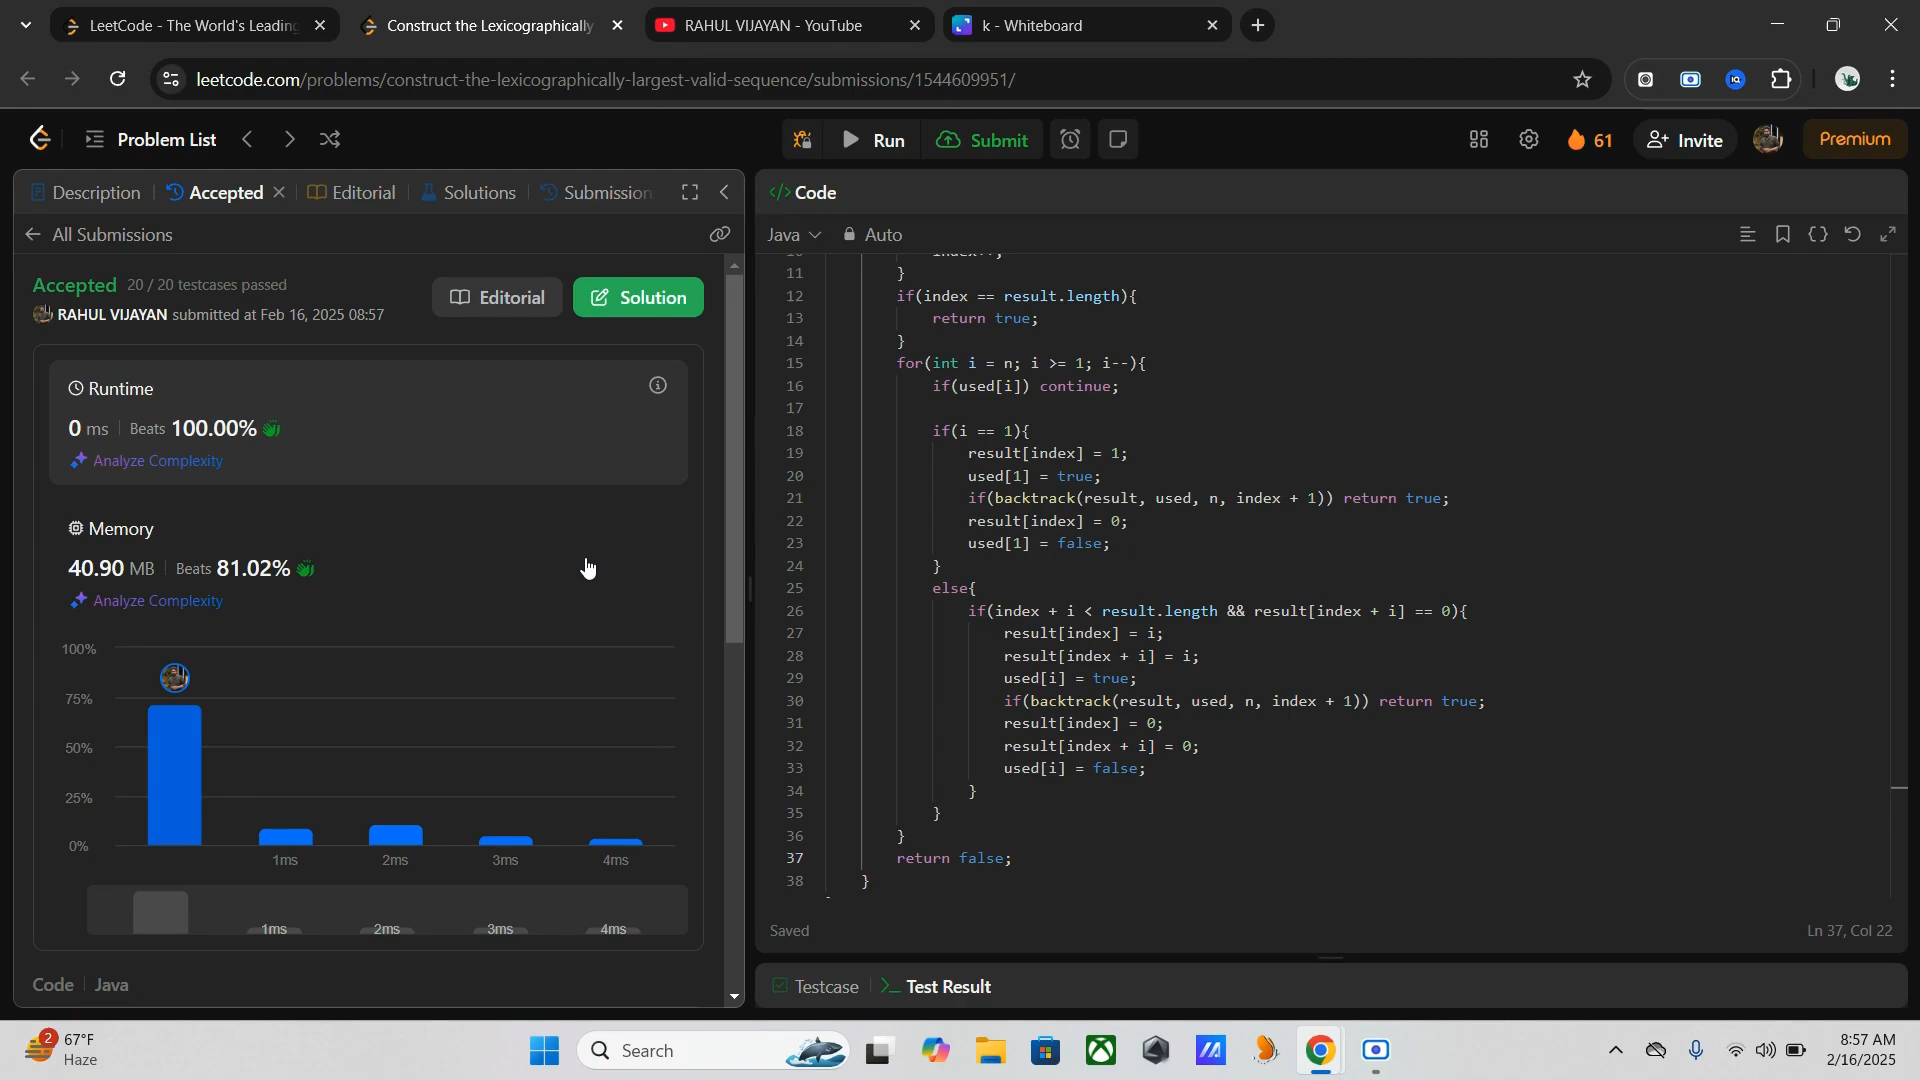 LeetCode - The World's Leading
Construct the Lexicographically
RAHUL VIJAYAN - YouTube
k - Whiteboard
leetcode.com/problems/construct-the-lexicographically-largest-valid-sequence/submissions/1544609951/
Problem List
Run
Submit
61
Invite
Premium
Description
Accepted
Editorial
Solutions
Submission
All Submissions
Accepted 20 / 20 testcases passed
RAHUL VIJAYAN submitted at Feb 16, 2025 08:57
Editorial
Solution
Runtime
0 ms Beats 100.00%
Analyze Complexity
Memory
40.90 MB Beats 81.02%
Analyze Complexity
100%
75%
50%
25%
0%
1ms 2ms 3ms 4ms
1ms 2ms 3ms 4ms
Code Java
</> Code
Java Auto
11 }
12 if(index == result.length){
13 return true;
14 }
15 for(int i = n; i >= 1; i--){
16 if(used[i]) continue;
17
18 if(i == 1){
19 result[index] = 1;
20 used[1] = true;
21 if(backtrack(result, used, n, index + 1)) return true;
22 result[index] = 0;
23 used[1] = false;
24 }
25 else{
26 if(index + i < result.length && result[index + i] == 0){
27 result[index] = i;
28 result[index + i] = i;
29 used[i] = true;
30 if(backtrack(result, used, n, index + 1)) return true;
31 result[index] = 0;
32 result[index + i] = 0;
33 used[i] = false;
34 }
35 }
36 }
37 return false;
38 }
Saved
Ln 37, Col 22
Testcase
Test Result
2
67°F
Haze
Search
8:57 AM
2/16/2025